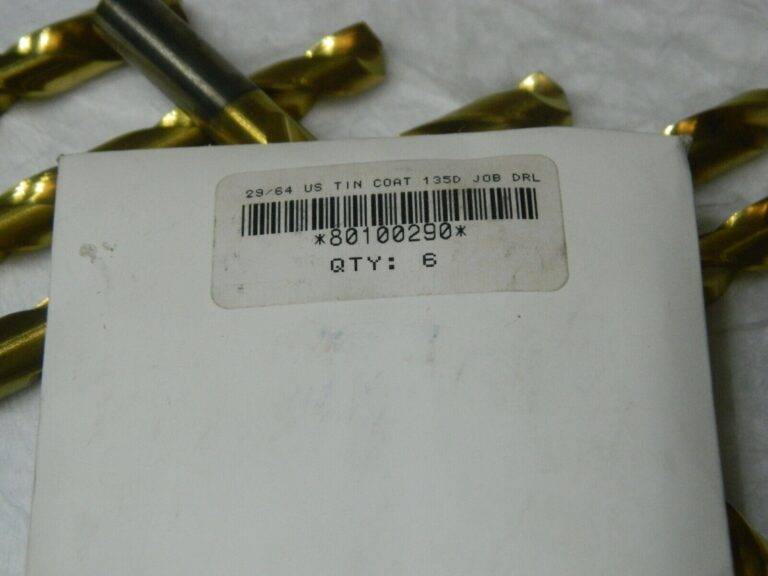 29/64 US TIN COAT 135D JOB DRL
*80100290*
QTY: 6